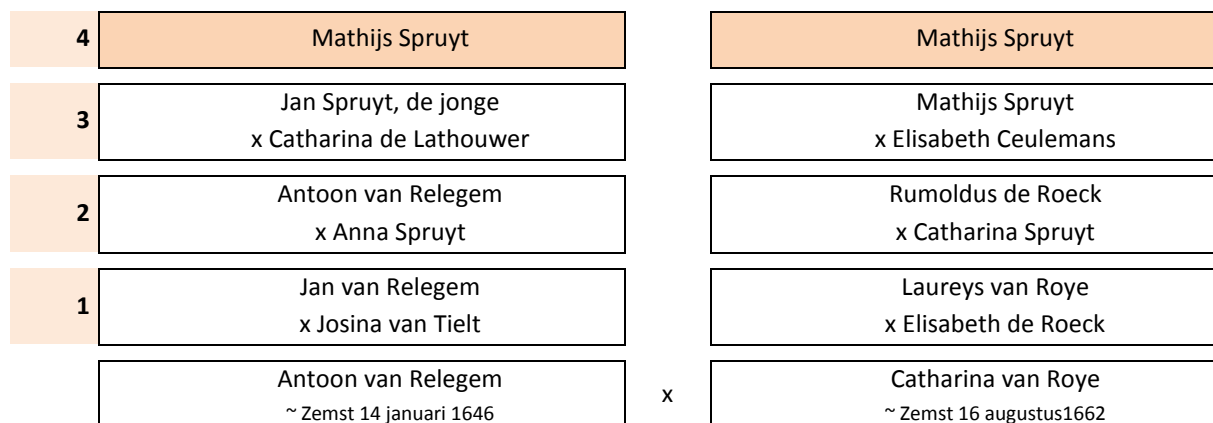 4 Mathijs Spruyt Mathijs Spruyt
3
Jan Spruyt, de jonge
x Catharina de Lathouwer
Mathijs Spruyt
x Elisabeth Ceulemans
2
Antoon van Relegem
x Anna Spruyt
Rumoldus de Roeck
x Catharina Spruyt
1
Jan van Relegem
x Josina van Tielt
Laureys van Roye
x Elisabeth de Roeck
Antoon van Relegem
~ Zemst 14 januari 1646
x
Catharina van Roye
~ Zemst 16 augustus1662